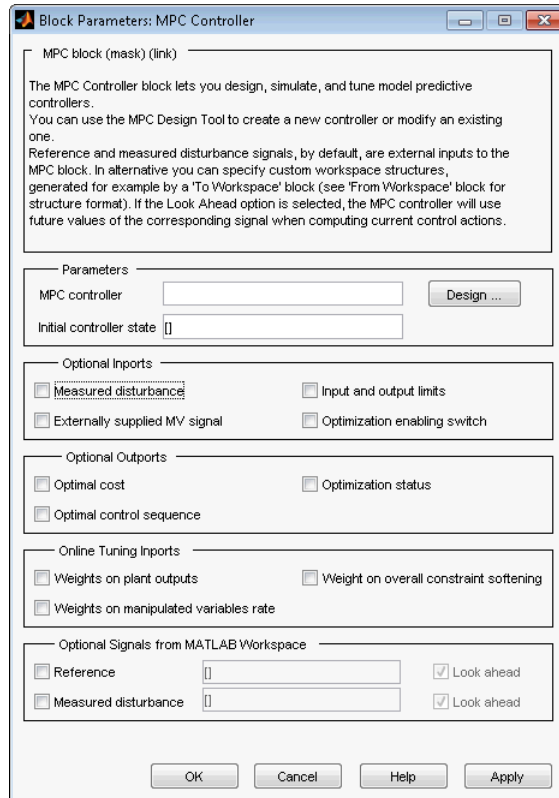 Block Parameters: MPC Controller
MPC block (mask) (link)
The MPC Controller block lets you design, simulate, and tune model predictive
controllers.
You can use the MPC Design Tool to create a new controller or modify an existing
one.
Reference and measured disturbance signals, by default, are external inputs to the
MPC block. In alternative you can specify custom workspace structures,
generated for example by a 'To Workspace' block (see 'From Workspace' block for
structure format). If the Look Ahead option is selected, the MPC controller will use
future values of the corresponding signal when computing current control actions.
Parameters
MPC controller Design ...
Initial controller state []
Optional Inports
Measured disturbance Input and output limits
Externally supplied MV signal Optimization enabling switch
Optional Outports
Optimal cost Optimization status
Optimal control sequence
Online Tuning Inports
Weights on plant outputs Weight on overall constraint softening
Weights on manipulated variables rate
Optional Signals from MATLAB Workspace
Reference [] Look ahead
Measured disturbance [] Look ahead
OK Cancel Help Apply